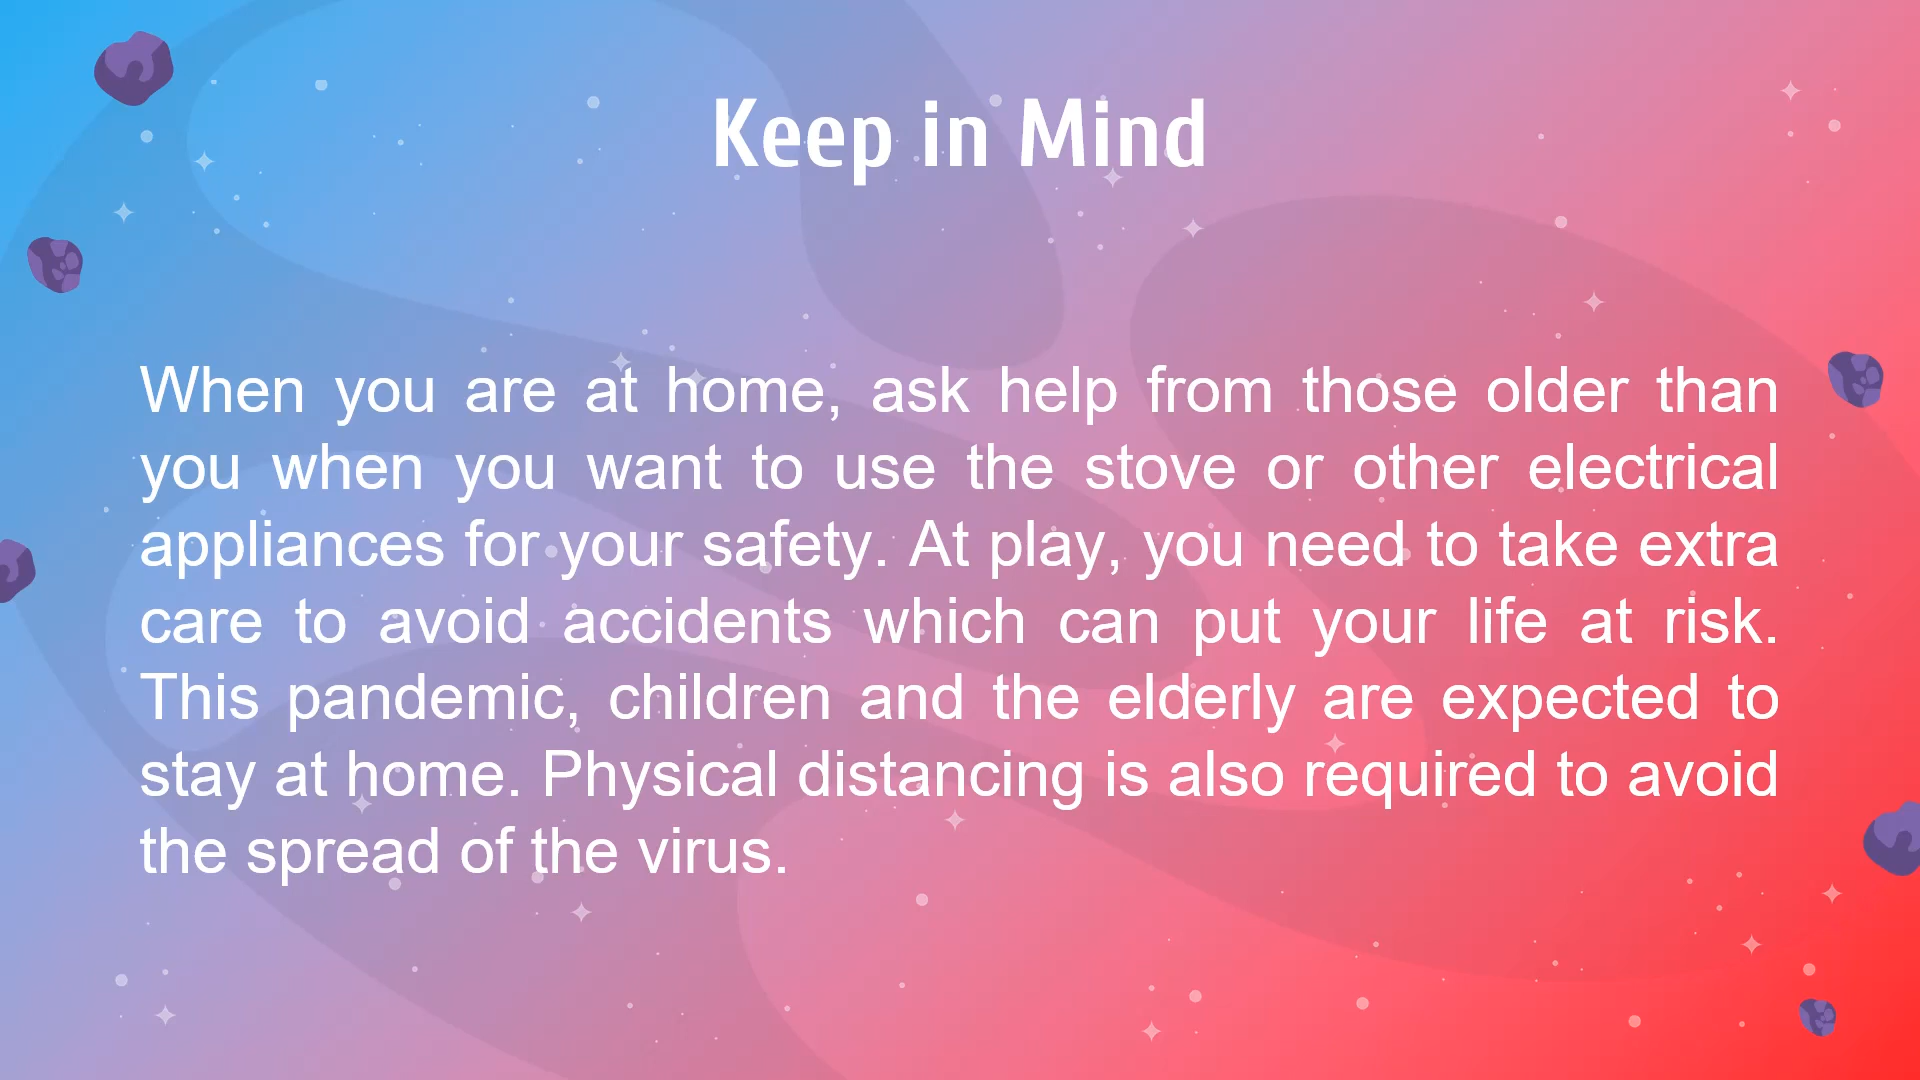 Keep in Mind
When you are at home, ask help from those older than
you when you want to use the stove or other electrical
appliances for your safety. At play, you need to take extra
care to avoid accidents which can put your life at risk.
This pandemic, children and the elderly are expected to
stay at home. Physical distancing is also required to avoid
the spread of the virus.